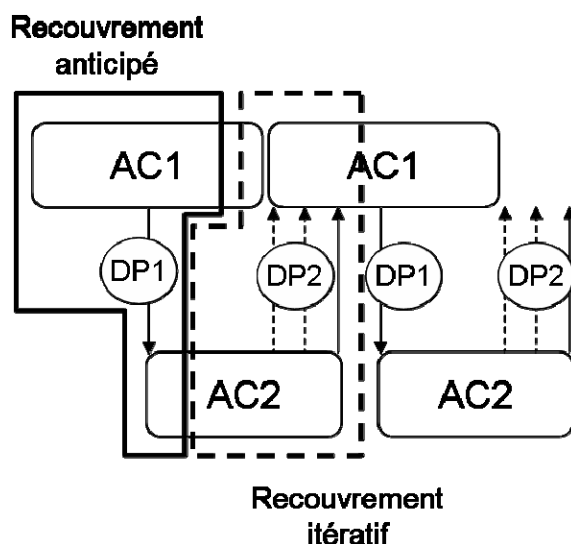 Recouvrement
anticipé
AC1
AC1
DP1
DP2
DP1
DP2
AC2
AC2
Recouvrement
itératif